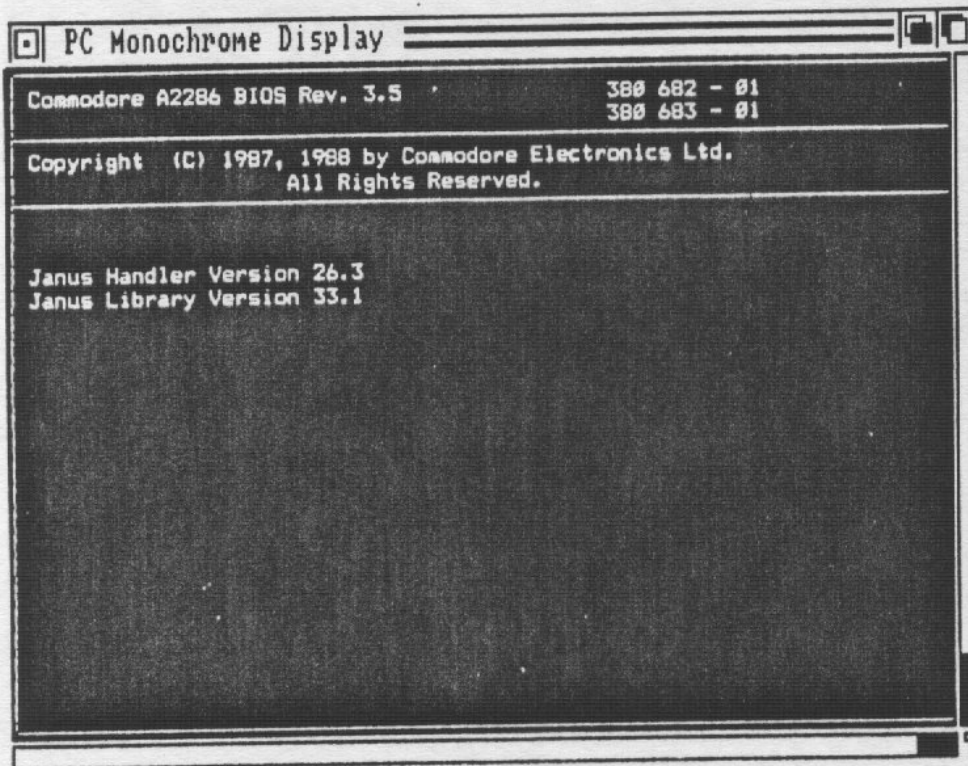 PC Monochrome Display
Commodore A2286 BIOS Rev. 3.5 380 682 - 01
380 683 - 01
Copyright (C) 1987, 1988 by Commodore Electronics Ltd.
All Rights Reserved.
Janus Handler Version 26.3
Janus Library Version 33.1